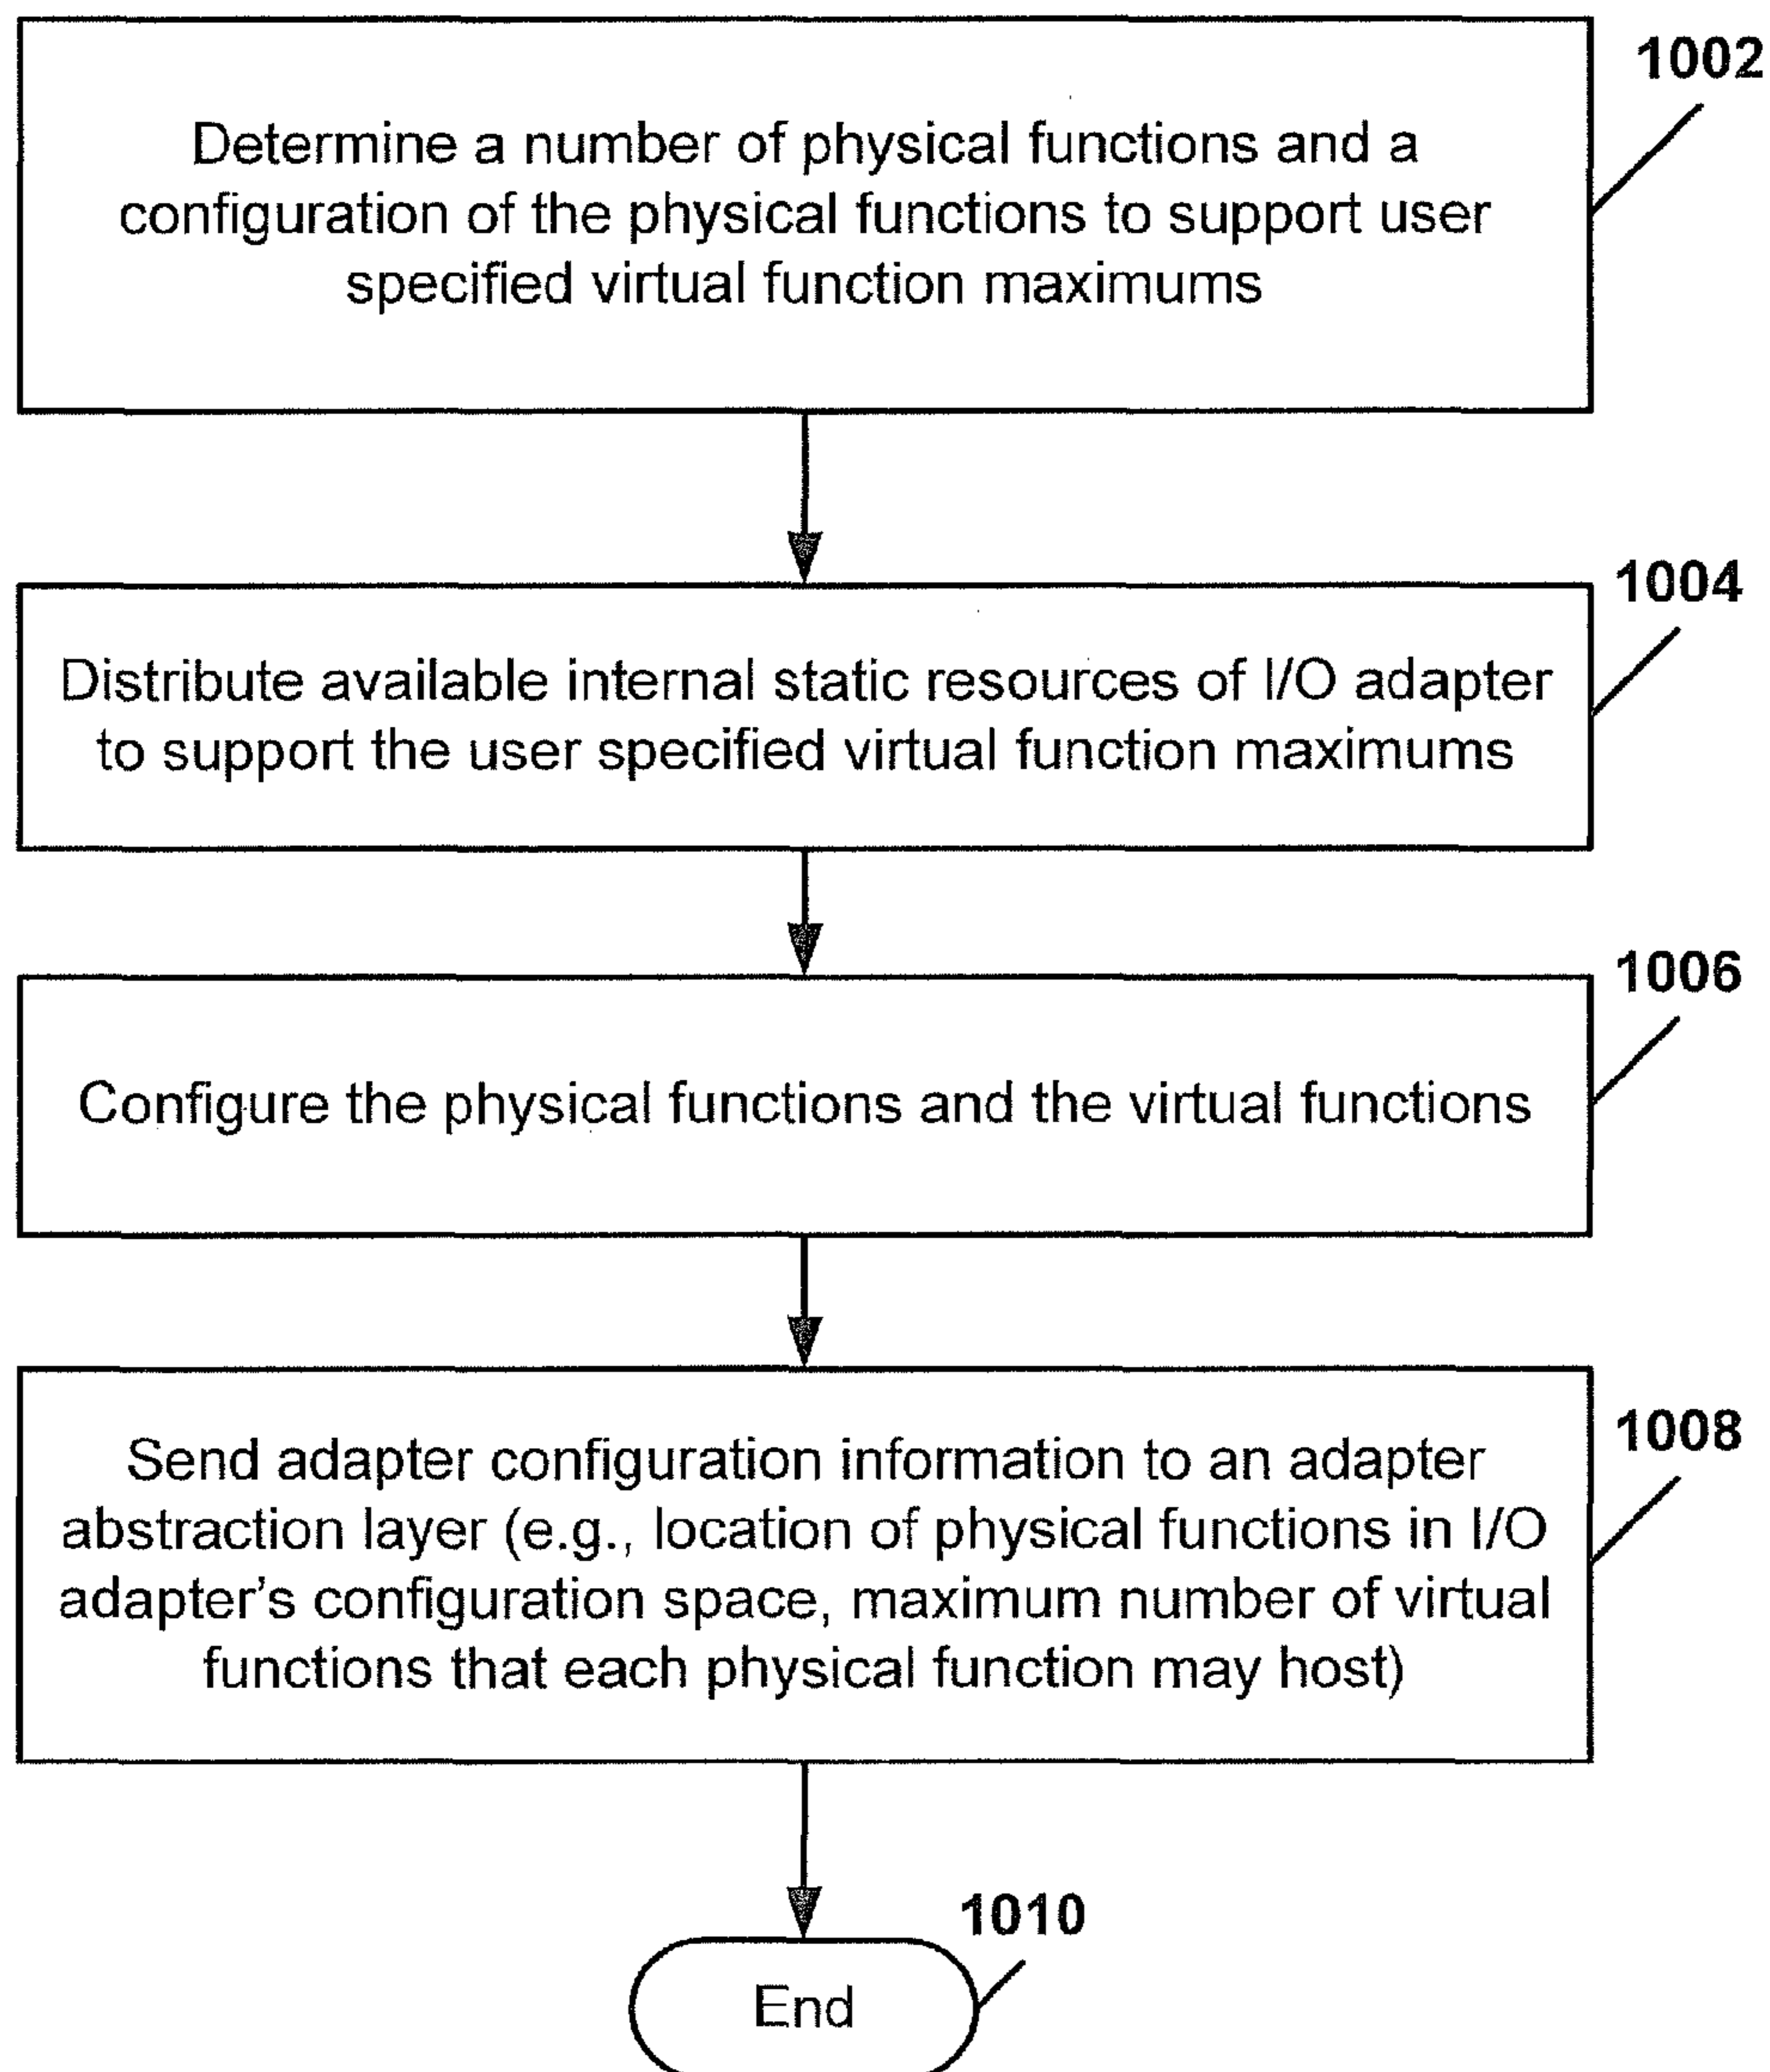 1002
Determine a number of physical functions and a
configuration of the physical functions to support user
specified virtual function maximums
1004
Distribute available internal static resources of I/O adapter
to support the user specified virtual function maximums
1006
Configure the physical functions and the virtual functions
1008
Send adapter configuration information to an adapter
abstraction layer (e.g., location of physical functions in I/O
adapter's configuration space, maximum number of virtual
functions that each physical function may host)
1010
End